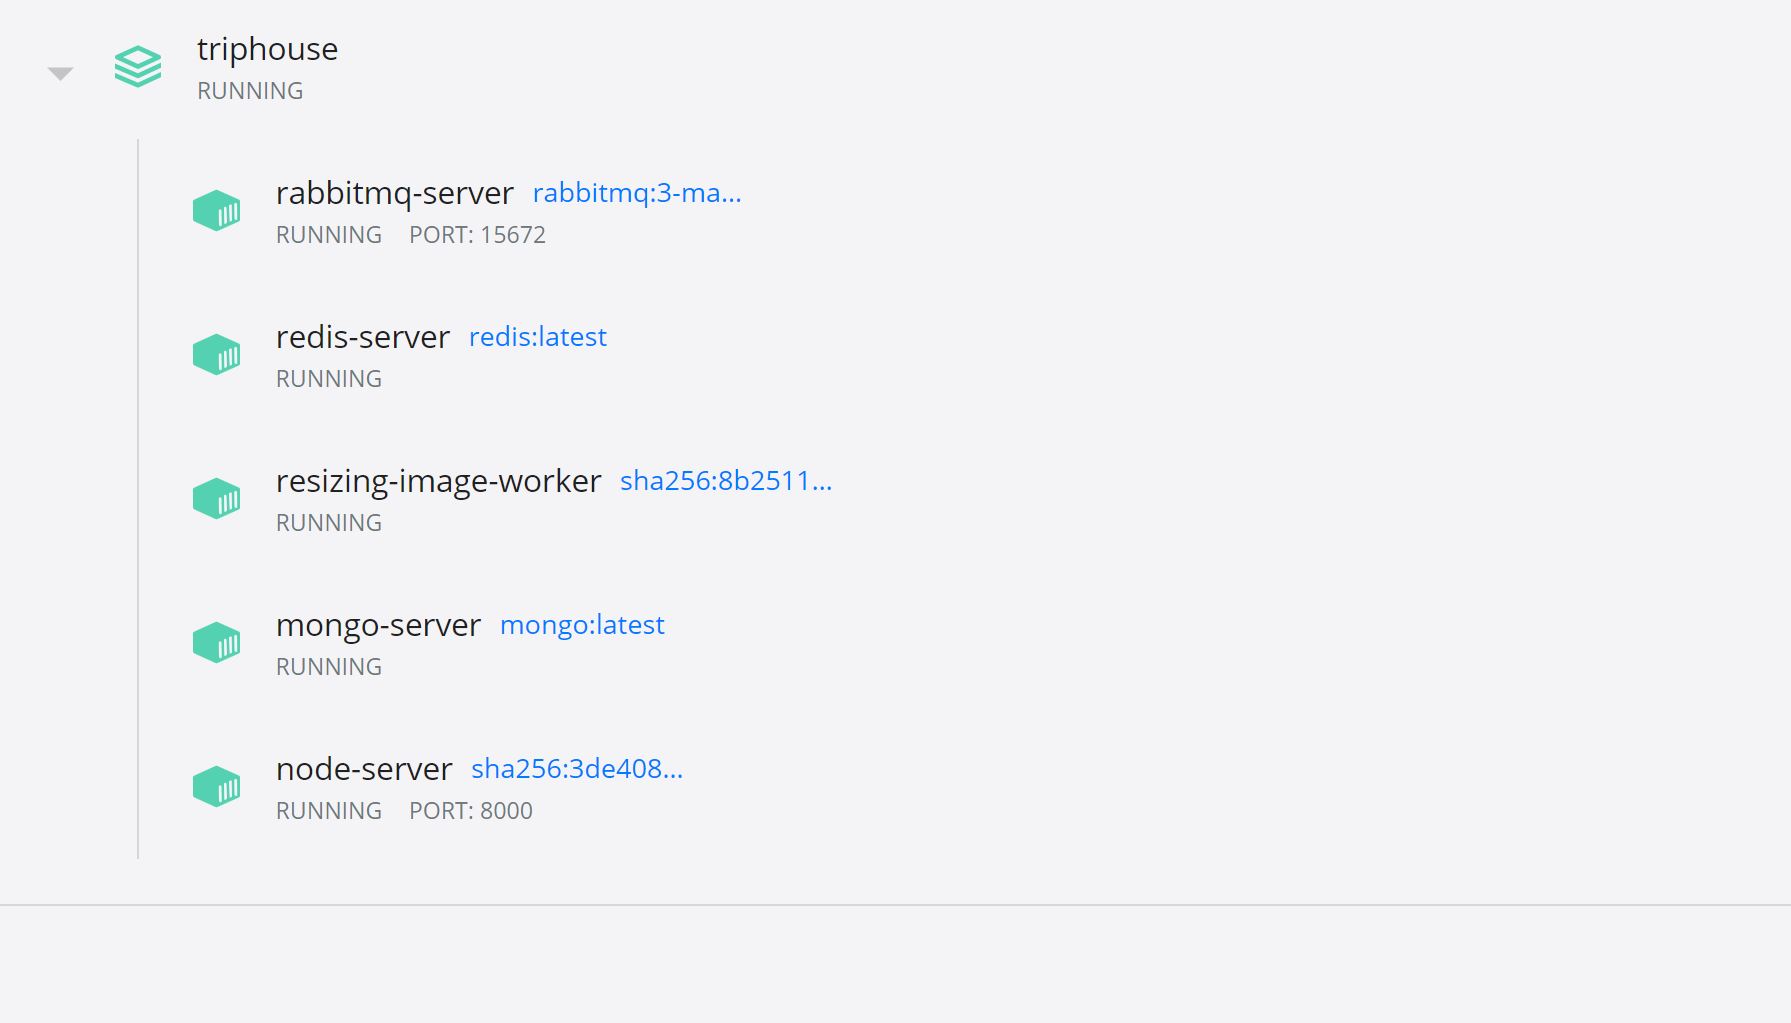 triphouse
RUNNING
rabbitmq-server rabbitmq:3-ma...
RUNNING PORT: 15672
redis-server redis:latest
RUNNING
resizing-image-worker sha256:8b2511...
RUNNING
mongo-server mongo:latest
RUNNING
node-server sha256:3de408...
RUNNING PORT: 8000